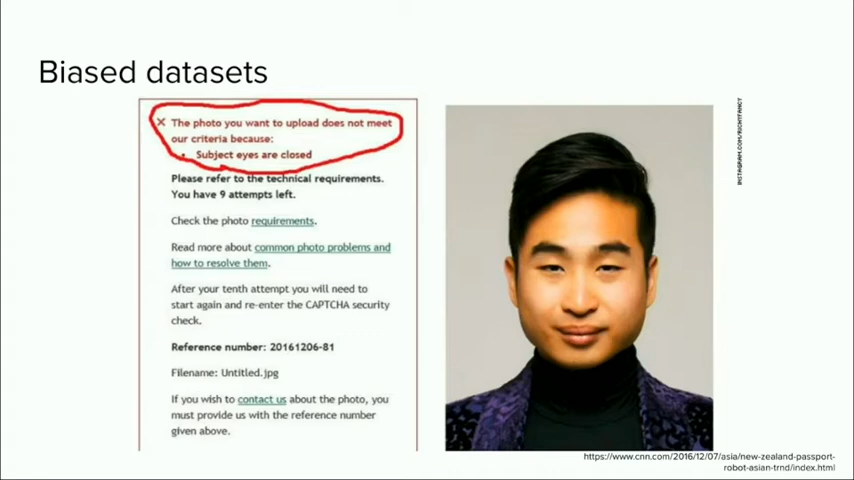 Biased datasets
✕ The photo you want to upload does not meet
our criteria because:
• Subject eyes are closed
Please refer to the technical requirements.
You have 9 attempts left.
Check the photo requirements.
Read more about common photo problems and
how to resolve them.
After your tenth attempt you will need to
start again and re-enter the CAPTCHA security
check.
Reference number: 20161206-81
Filename: Untitled.jpg
If you wish to contact us about the photo, you
must provide us with the reference number
given above.
https://www.cnn.com/2016/12/07/asia/new-zealand-passport-
robot-asian-trnd/index.html